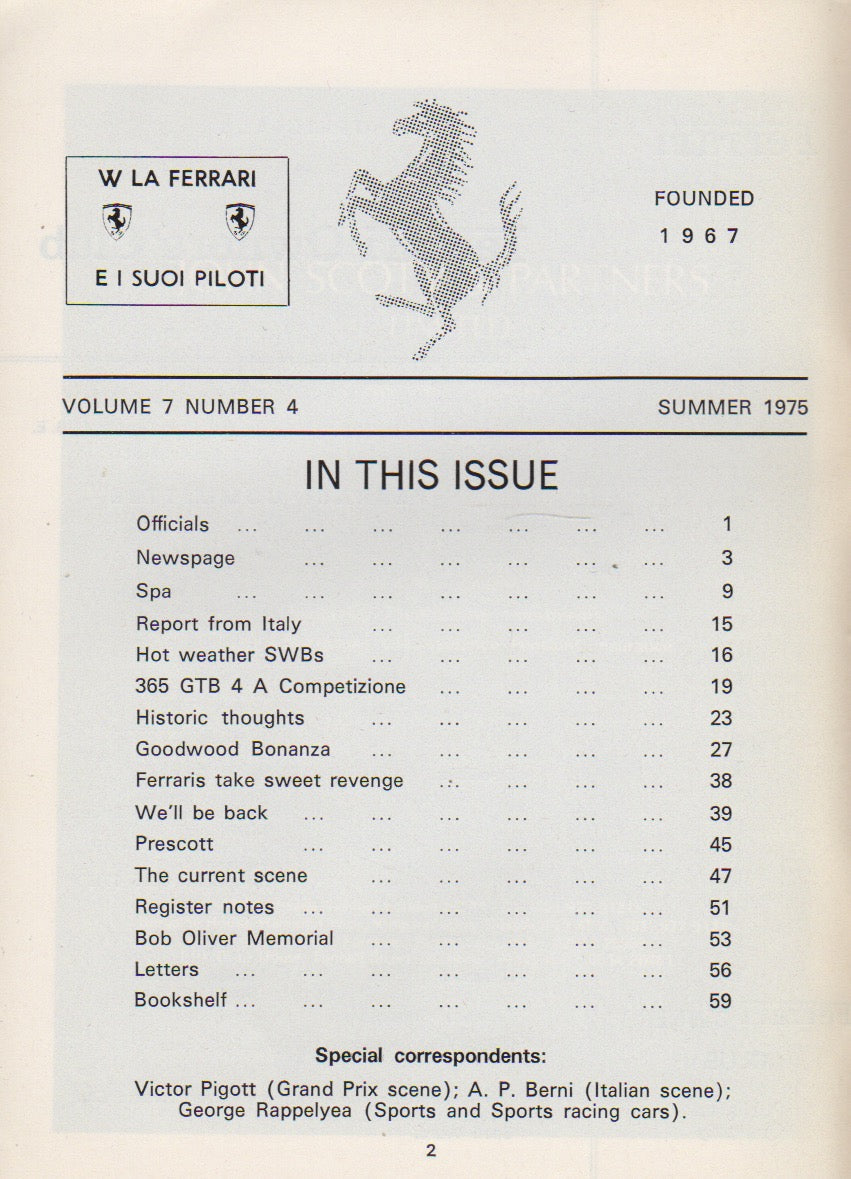 W LA FERRARI
E I SUOI PILOTI
FOUNDED
1967
VOLUME 7 NUMBER 4 SUMMER 1975
IN THIS ISSUE
Officials ... ... ... ... ... ... ... 1
Newspage ... ... ... ... ... ... 3
Spa ... ... ... ... ... ... ... 9
Report from Italy ... ... ... ... ... 15
Hot weather SWBs ... ... ... ... ... 16
365 GTB 4 A Competizione ... ... ... ... 19
Historic thoughts ... ... ... ... ... 23
Goodwood Bonanza ... ... ... ... ... 27
Ferraris take sweet revenge ... ... ... ... 38
We'll be back ... ... ... ... ... ... 39
Prescott ... ... ... ... ... ... 45
The current scene ... ... ... ... ... 47
Register notes ... ... ... ... ... ... 51
Bob Oliver Memorial ... ... ... ... ... 53
Letters ... ... ... ... ... ... ... 56
Bookshelf ... ... ... ... ... ... ... 59
Special correspondents:
Victor Pigott (Grand Prix scene); A. P. Berni (Italian scene);
George Rappelyea (Sports and Sports racing cars).
2